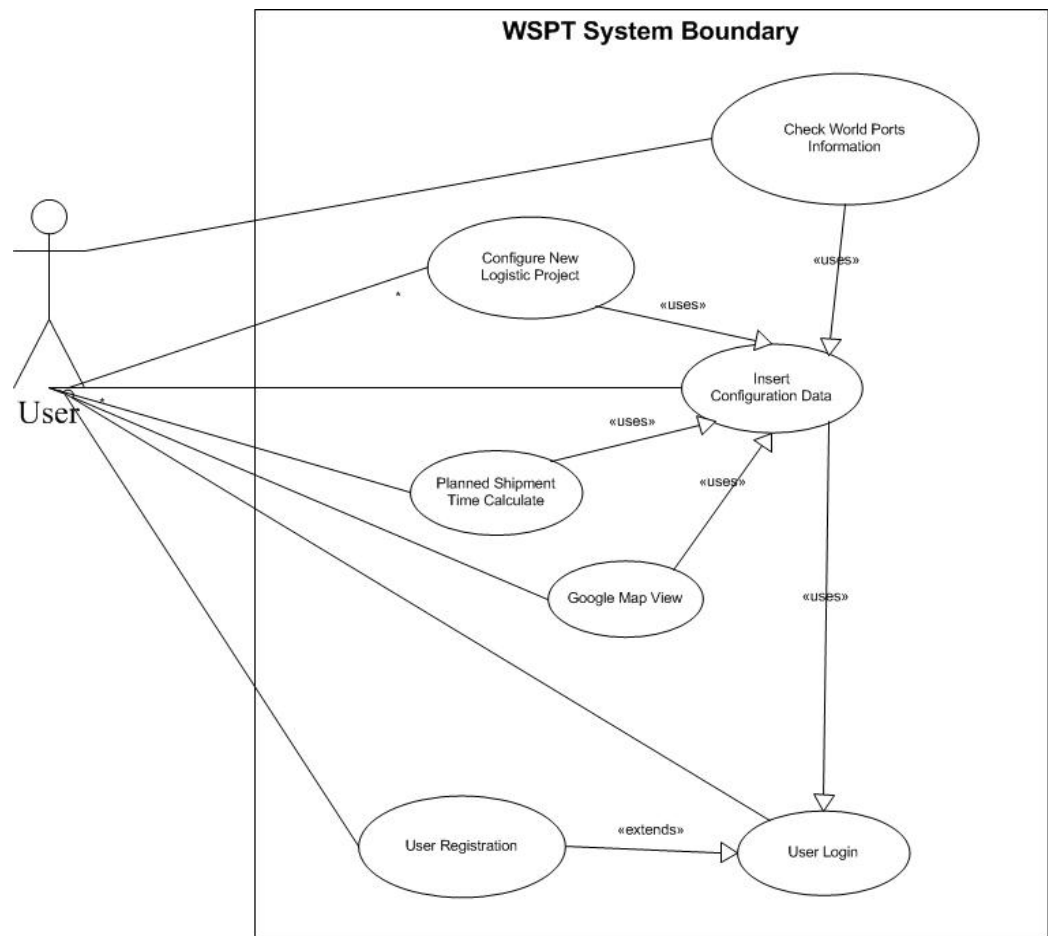 WSPT System Boundary
Check World Ports
Information
Configure New
Logistic Project
*
«uses»
«uses»
Insert
Configuration Data
User
*
«uses»
Planned Shipment
Time Calculate
«uses»
Google Map View
«uses»
User Registration
«extends»
User Login